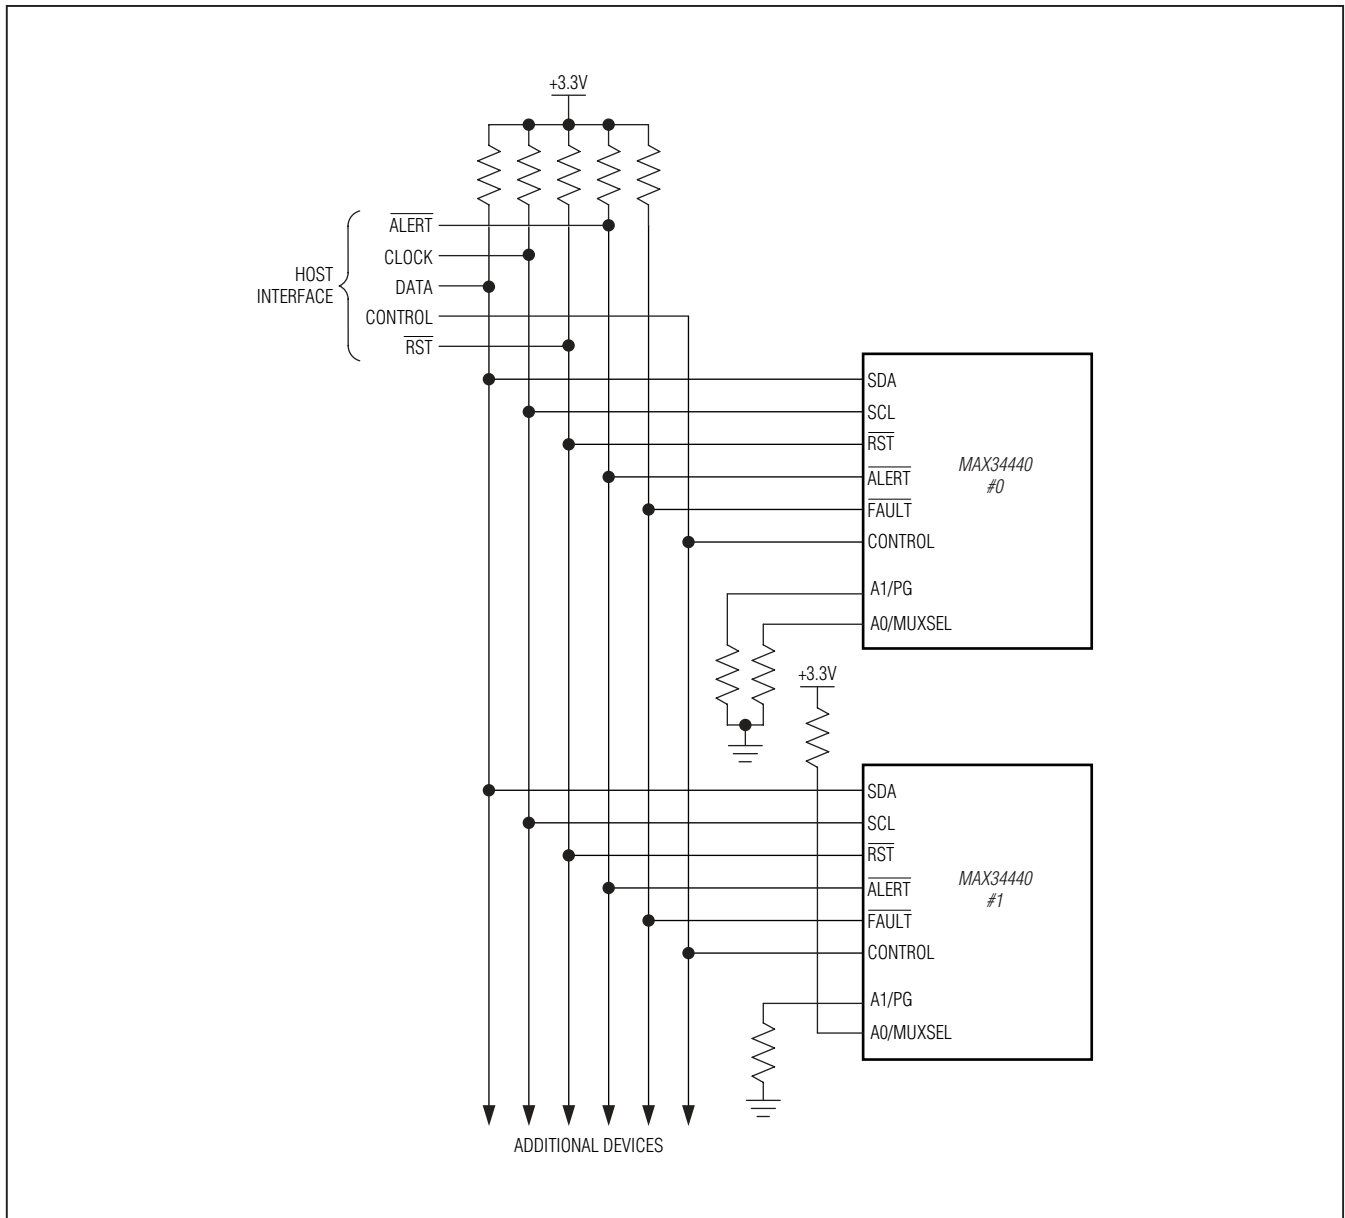 +3.3V
ALERT
CLOCK
DATA
CONTROL
RST
HOST
INTERFACE
SDA
SCL
RST
ALERT
FAULT
CONTROL
A1/PG
A0/MUXSEL
MAX34440
#0
+3.3V
SDA
SCL
RST
ALERT
FAULT
CONTROL
A1/PG
A0/MUXSEL
MAX34440
#1
ADDITIONAL DEVICES